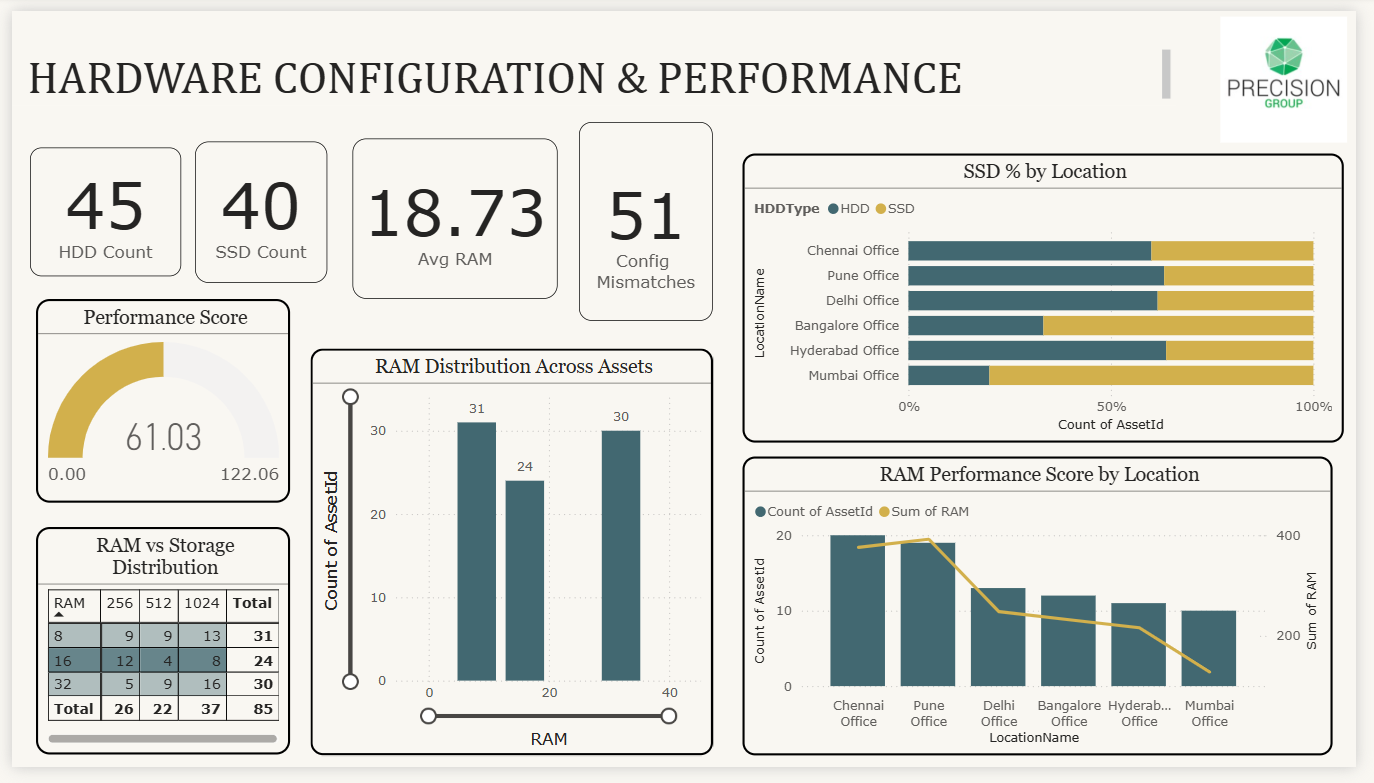 HARDWARE CONFIGURATION & PERFORMANCE
PRECISION
GROUP
45
HDD Count
40
SSD Count
18.73
Avg RAM
51
Config
Mismatches
Performance Score
61.03
0.00 122.06
RAM vs Storage
Distribution
RAM 256 512 1024 Total
8 9 9 13 31
16 12 4 8 24
32 5 9 16 30
Total 26 22 37 85
RAM Distribution Across Assets
Count of AssetId
30
20
10
0
31
24
30
0 20 40
RAM
SSD % by Location
HDDType HDD SSD
LocationName
Chennai Office
Pune Office
Delhi Office
Bangalore Office
Hyderabad Office
Mumbai Office
0% 50% 100%
Count of AssetId
RAM Performance Score by Location
Count of AssetId Sum of RAM
Count of AssetId
20
10
0
400
200
Sum of RAM
Chennai Pune Delhi Bangalore Hyderab... Mumbai
Office Office Office Office Office Office
LocationName